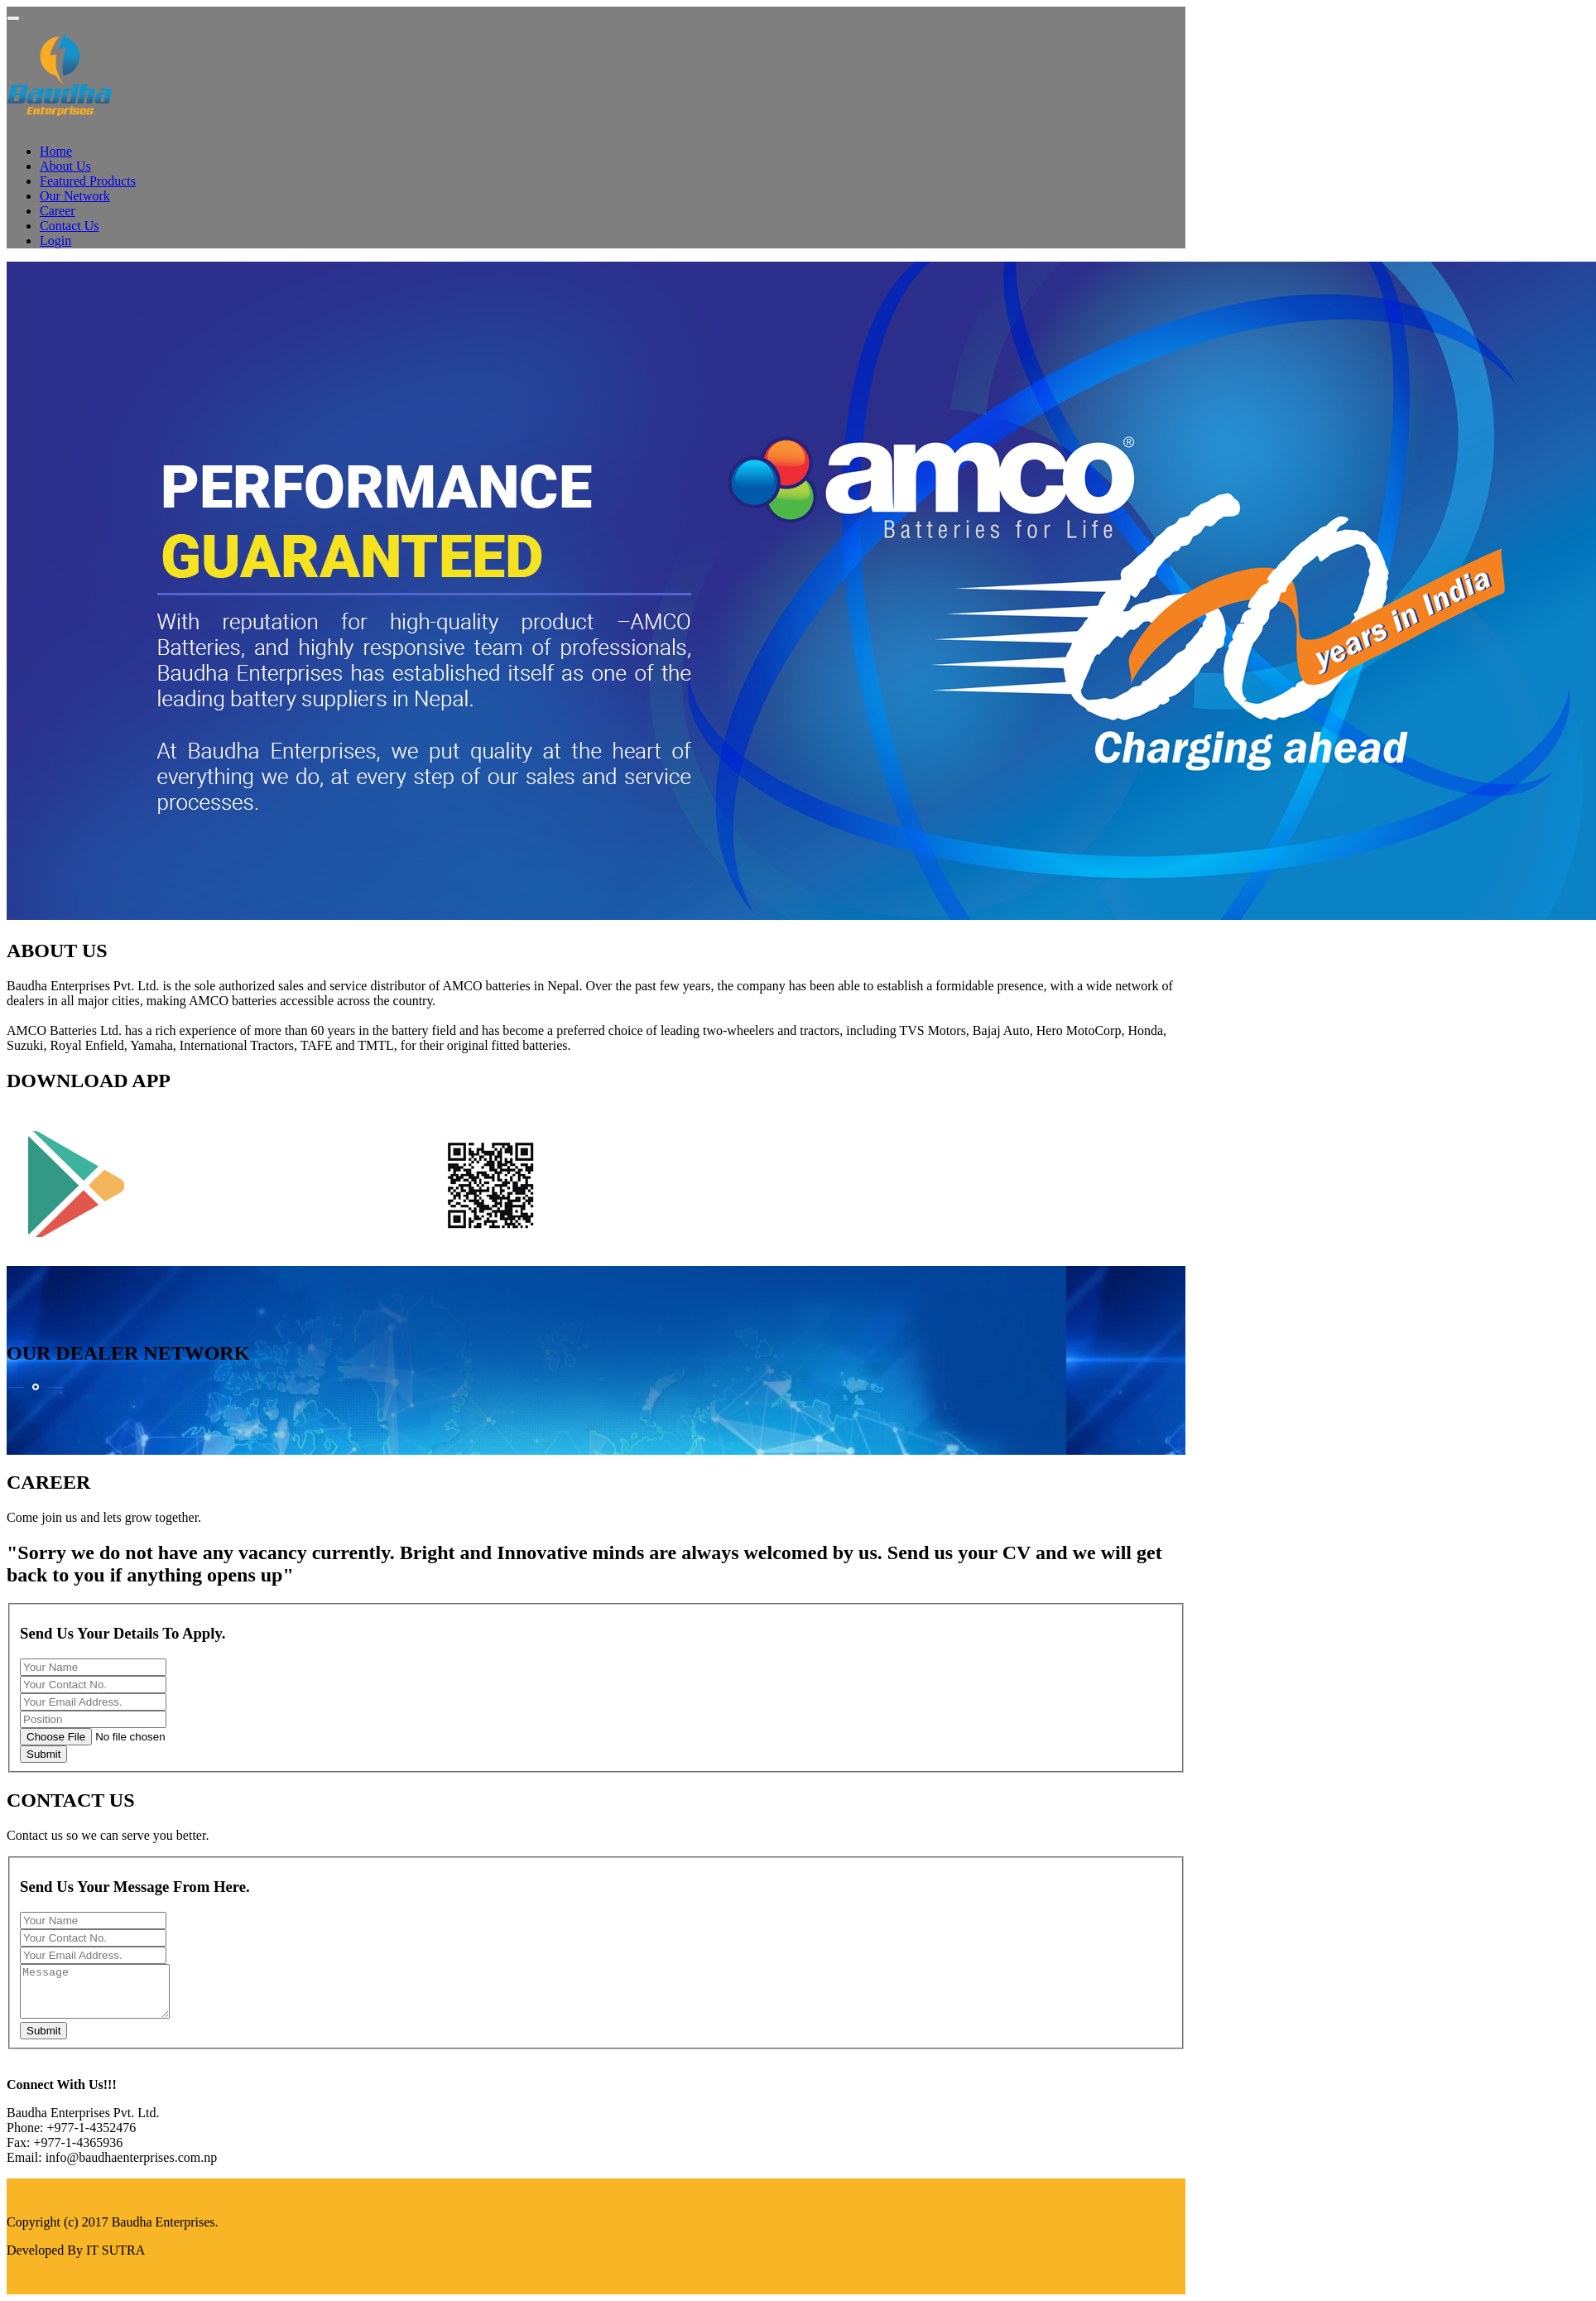 Baudha
Enterprises
Home
About Us
Featured Products
Our Network
Career
Contact Us
Login
PERFORMANCE
GUARANTEED
With reputation for high-quality product –AMCO
Batteries, and highly responsive team of professionals,
Baudha Enterprises has established itself as one of the
leading battery suppliers in Nepal.
At Baudha Enterprises, we put quality at the heart of
everything we do, at every step of our sales and service
processes.
amco®
Batteries for Life
60
years in India
Charging ahead
ABOUT US
Baudha Enterprises Pvt. Ltd. is the sole authorized sales and service distributor of AMCO batteries in Nepal. Over the past few years, the company has been able to establish a formidable presence, with a wide network of
dealers in all major cities, making AMCO batteries accessible across the country.
AMCO Batteries Ltd. has a rich experience of more than 60 years in the battery field and has become a preferred choice of leading two-wheelers and tractors, including TVS Motors, Bajaj Auto, Hero MotoCorp, Honda,
Suzuki, Royal Enfield, Yamaha, International Tractors, TAFE and TMTL, for their original fitted batteries.
DOWNLOAD APP
OUR DEALER NETWORK
CAREER
Come join us and lets grow together.
"Sorry we do not have any vacancy currently. Bright and Innovative minds are always welcomed by us. Send us your CV and we will get
back to you if anything opens up"
Send Us Your Details To Apply.
Your Name
Your Contact No.
Your Email Address.
Position
Choose File No file chosen
Submit
CONTACT US
Contact us so we can serve you better.
Send Us Your Message From Here.
Your Name
Your Contact No.
Your Email Address.
Message
Submit
Connect With Us!!!
Baudha Enterprises Pvt. Ltd.
Phone: +977-1-4352476
Fax: +977-1-4365936
Email: info@baudhaenterprises.com.np
Copyright (c) 2017 Baudha Enterprises.
Developed By IT SUTRA